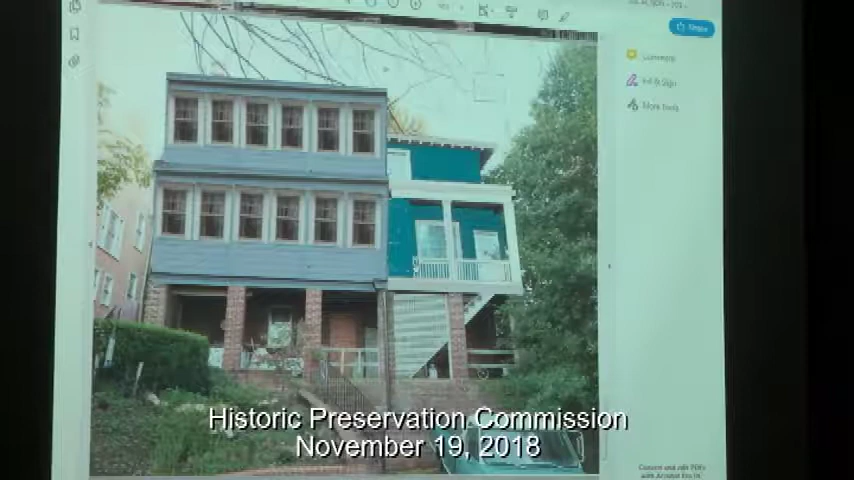 Share
Comment
Fill & Sign
More Tools
Historic Preservation Commission
November 19, 2018